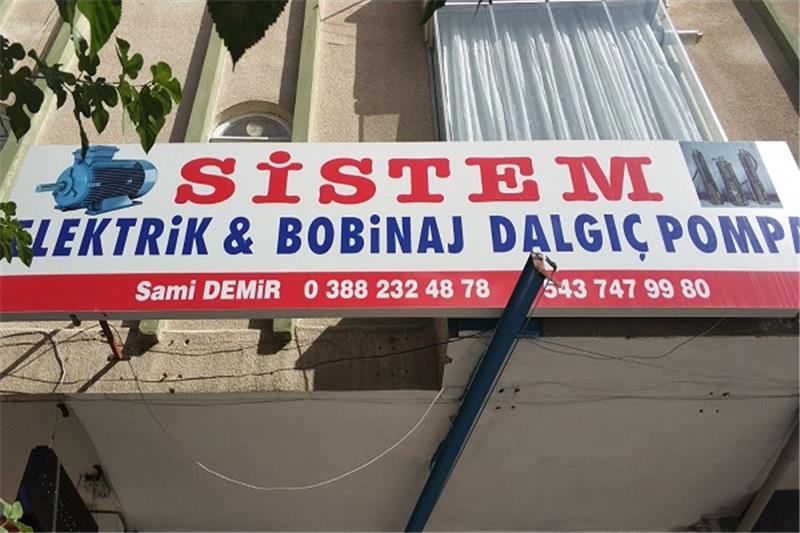 SİSTEM
ELEKTRİK & BOBİNAJ DALGIÇ POMPA
Sami DEMİR 0 388 232 48 78 543 747 99 80